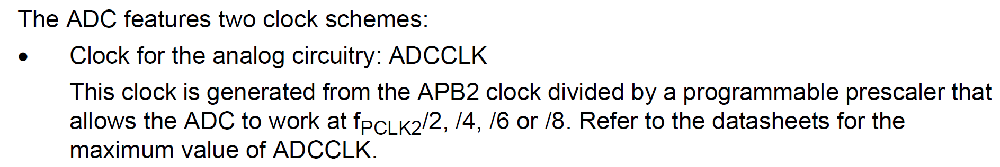 The ADC features two clock schemes:
• Clock for the analog circuitry: ADCCLK
This clock is generated from the APB2 clock divided by a programmable prescaler that
allows the ADC to work at fPCLK2/2, /4, /6 or /8. Refer to the datasheets for the
maximum value of ADCCLK.